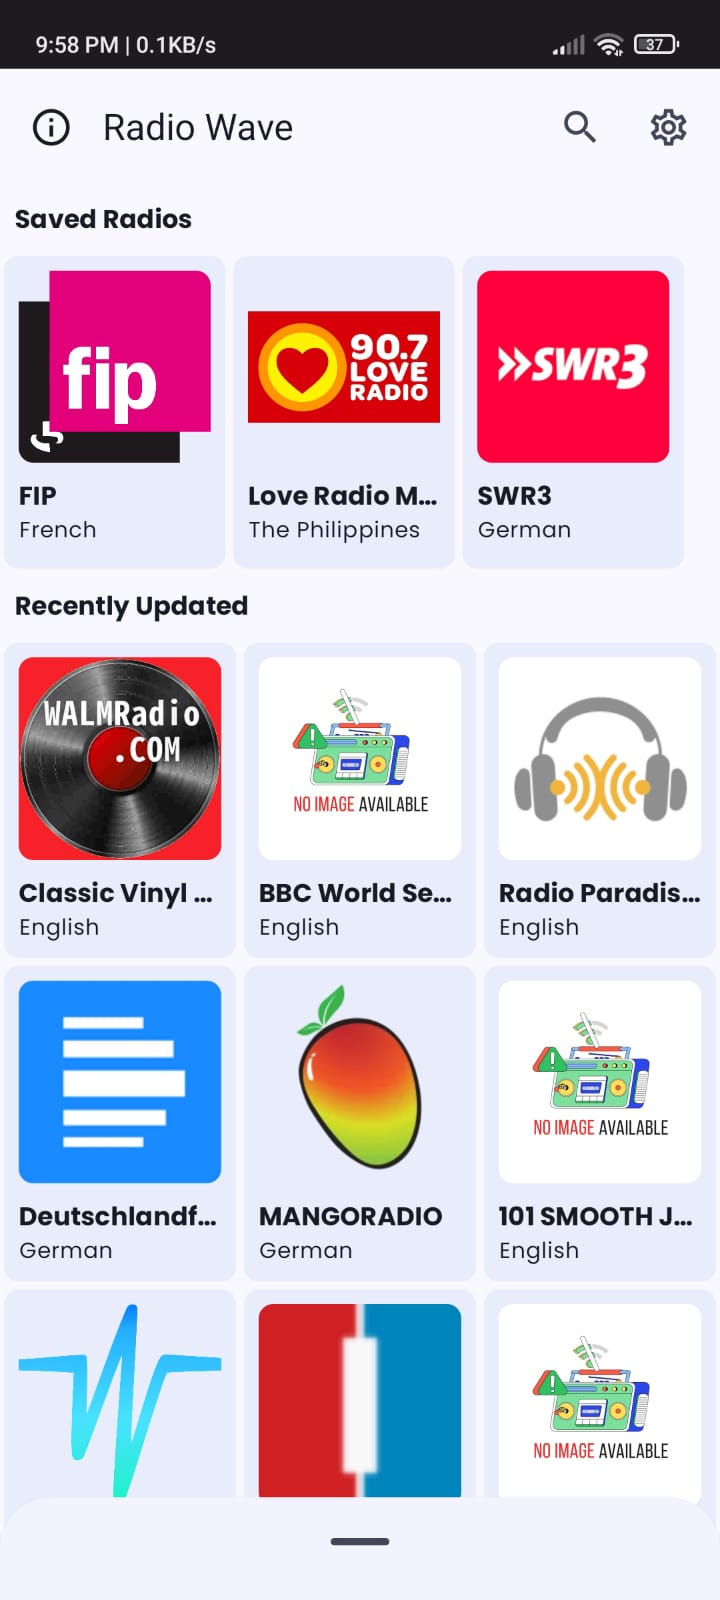 9:58 PM | 0.1KB/s
37
Radio Wave
Saved Radios
fip
90.7
LOVE
RADIO
SWR3
FIP
Love Radio M...
SWR3
French
The Philippines
German
Recently Updated
WALMRadio
.COM
NO IMAGE AVAILABLE
Classic Vinyl ...
BBC World Se...
Radio Paradis...
English
English
English
NO IMAGE AVAILABLE
Deutschlandf...
MANGORADIO
101 SMOOTH J...
German
German
English
NO IMAGE AVAILABLE